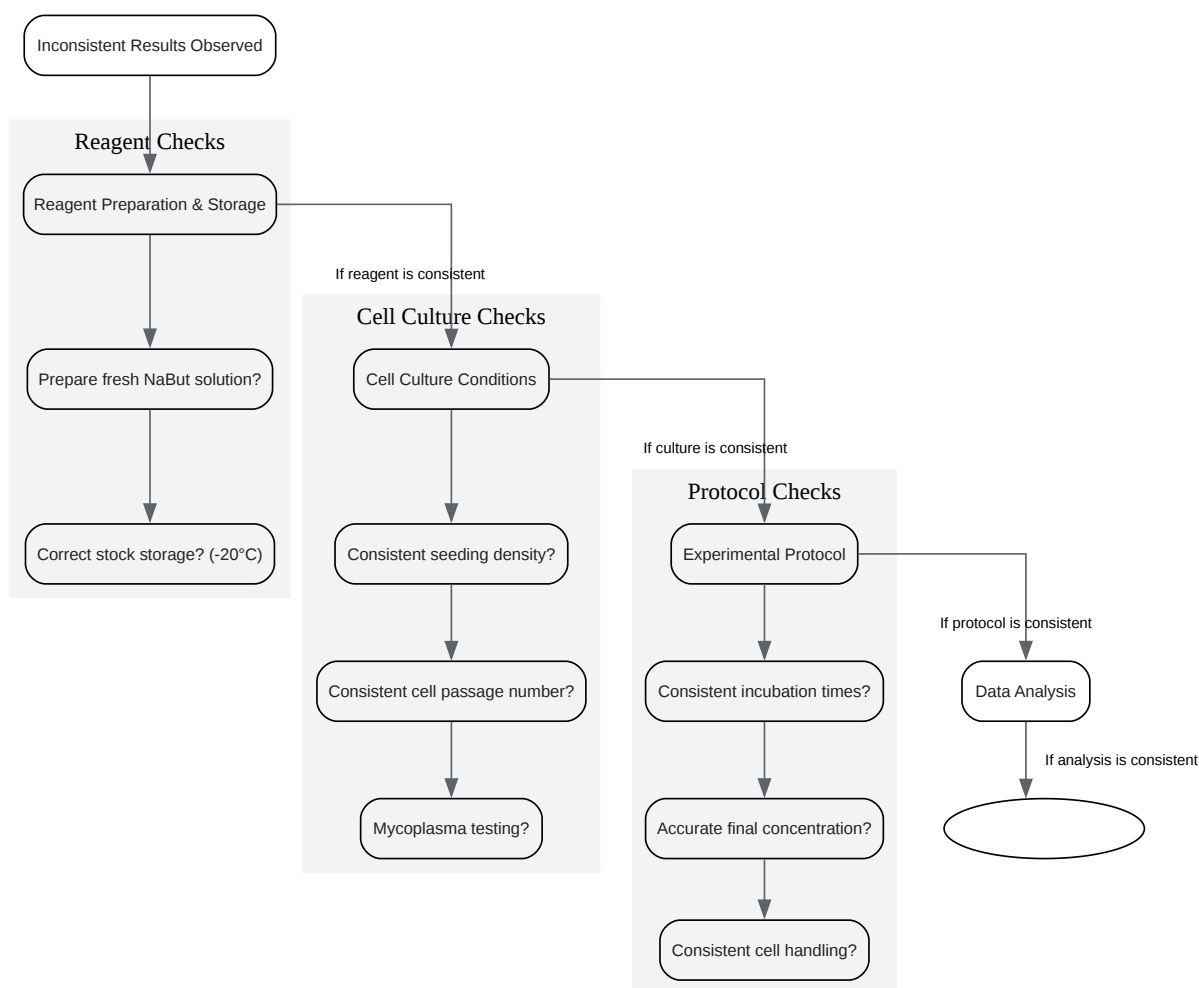 Inconsistent Results Observed
Reagent Checks
Reagent Preparation & Storage
If reagent is consistent
Prepare fresh NaBut solution?
Correct stock storage? (-20°C)
Cell Culture Checks
Cell Culture Conditions
If culture is consistent
Consistent seeding density?
Consistent cell passage number?
Mycoplasma testing?
Protocol Checks
Experimental Protocol
If protocol is consistent
Consistent incubation times?
Accurate final concentration?
Consistent cell handling?
Data Analysis
If analysis is consistent